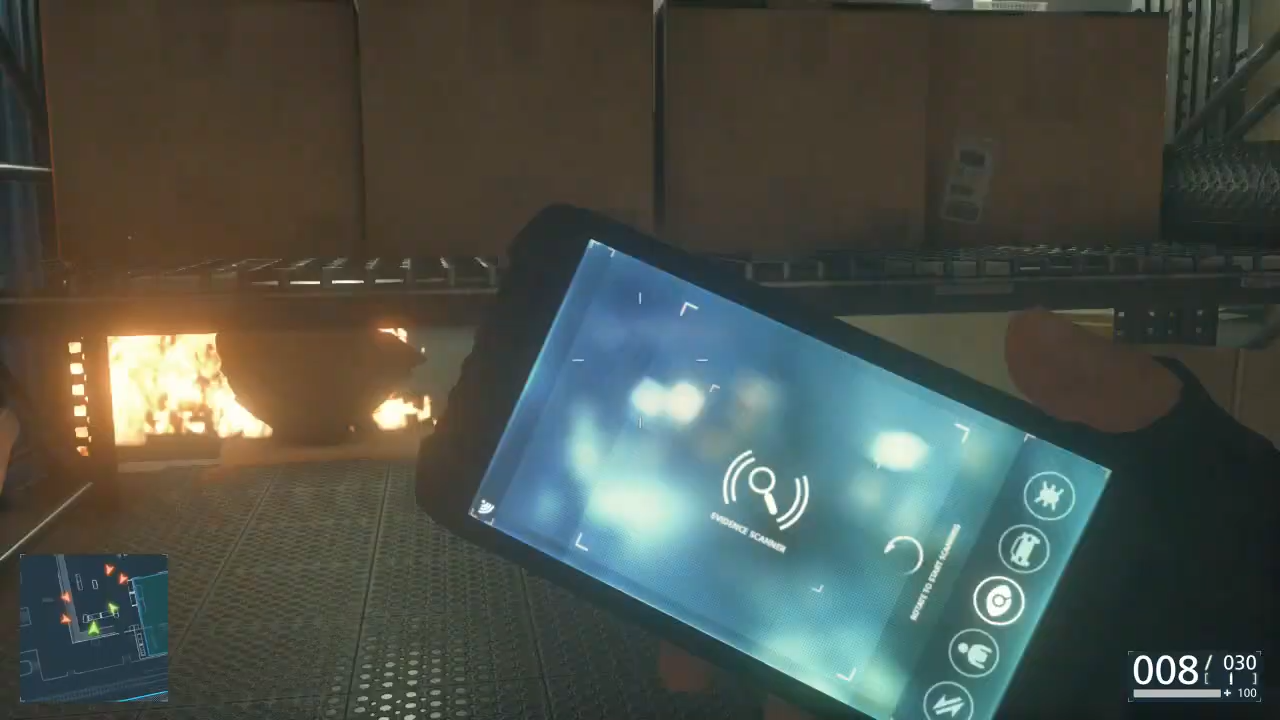 EVIDENCE SCANNER
ROTATE TO START SCANNING
008 / 030
+ 100